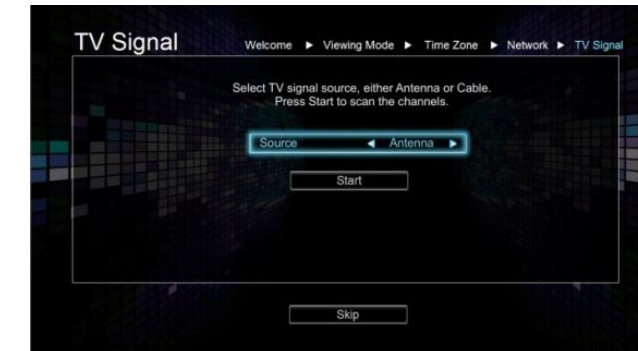 TV Signal
Welcome ▶ Viewing Mode ▶ Time Zone ▶ Network ▶ TV Signal
Select TV signal source, either Antenna or Cable.
Press Start to scan the channels.
Source ◀ Antenna ▶
Start
Skip